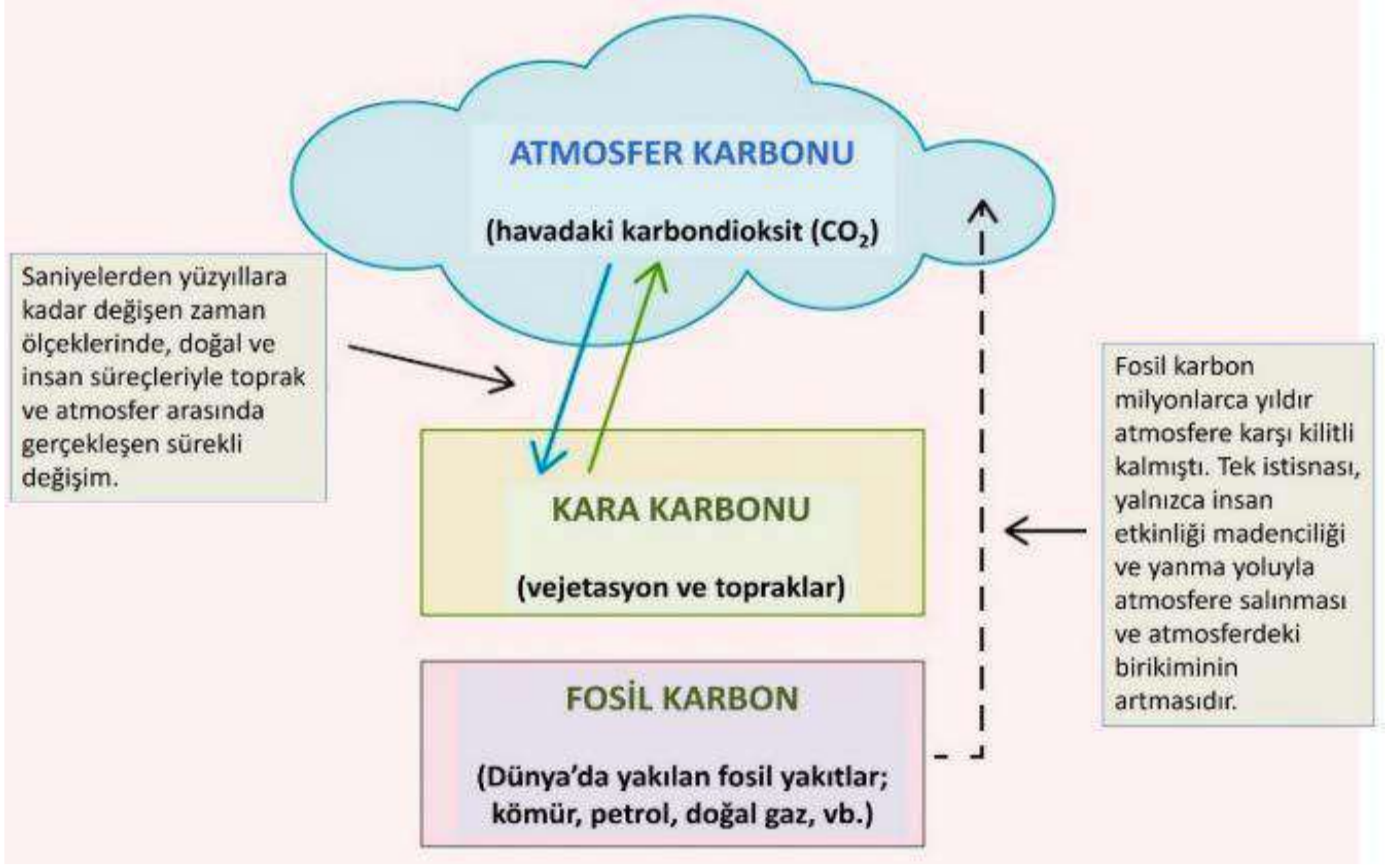 ATMOSFER KARBONU
(havadaki karbondioksit (CO₂)
Saniyelerden yüzyıllara
kadar değişen zaman
ölçeklerinde, doğal ve
insan süreçleriyle toprak
ve atmosfer arasında
gerçekleşen sürekli
değişim.
Fosil karbon
milyonlarca yıldır
atmosfere karşı kilitli
kalmıştı. Tek istisnası,
yalnızca insan
etkinliği madenciliği
ve yanma yoluyla
atmosfere salınması
ve atmosferdeki
birikiminin
artmasıdır.
KARA KARBONU
(vejetasyon ve topraklar)
FOSİL KARBON
(Dünya’da yakılan fosil yakıtlar;
kömür, petrol, doğal gaz, vb.)